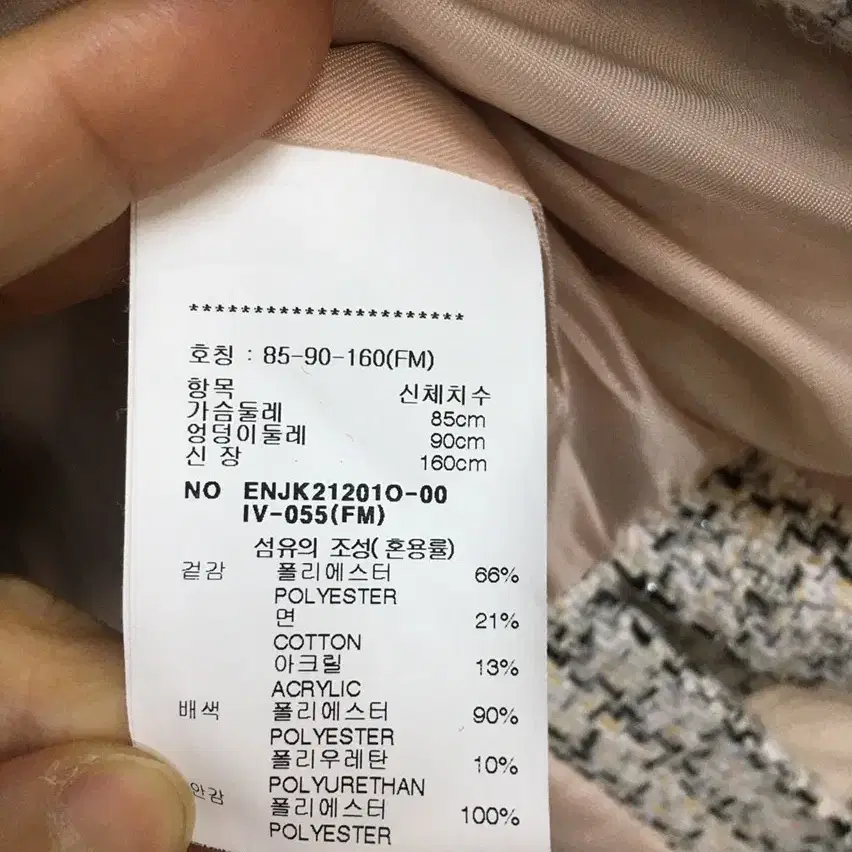 **********************
호칭 : 85-90-160(FM)
항목 신체치수
가슴둘레 85cm
엉덩이둘레 90cm
신 장 160cm
NO ENJK21201O-00
IV-055(FM)
섬유의 조성( 혼용률)
겉감 폴리에스터 66%
POLYESTER
면 21%
COTTON
아크릴 13%
ACRYLIC
배색 폴리에스터 90%
POLYESTER
폴리우레탄 10%
POLYURETHAN
안감 폴리에스터 100%
POLYESTER